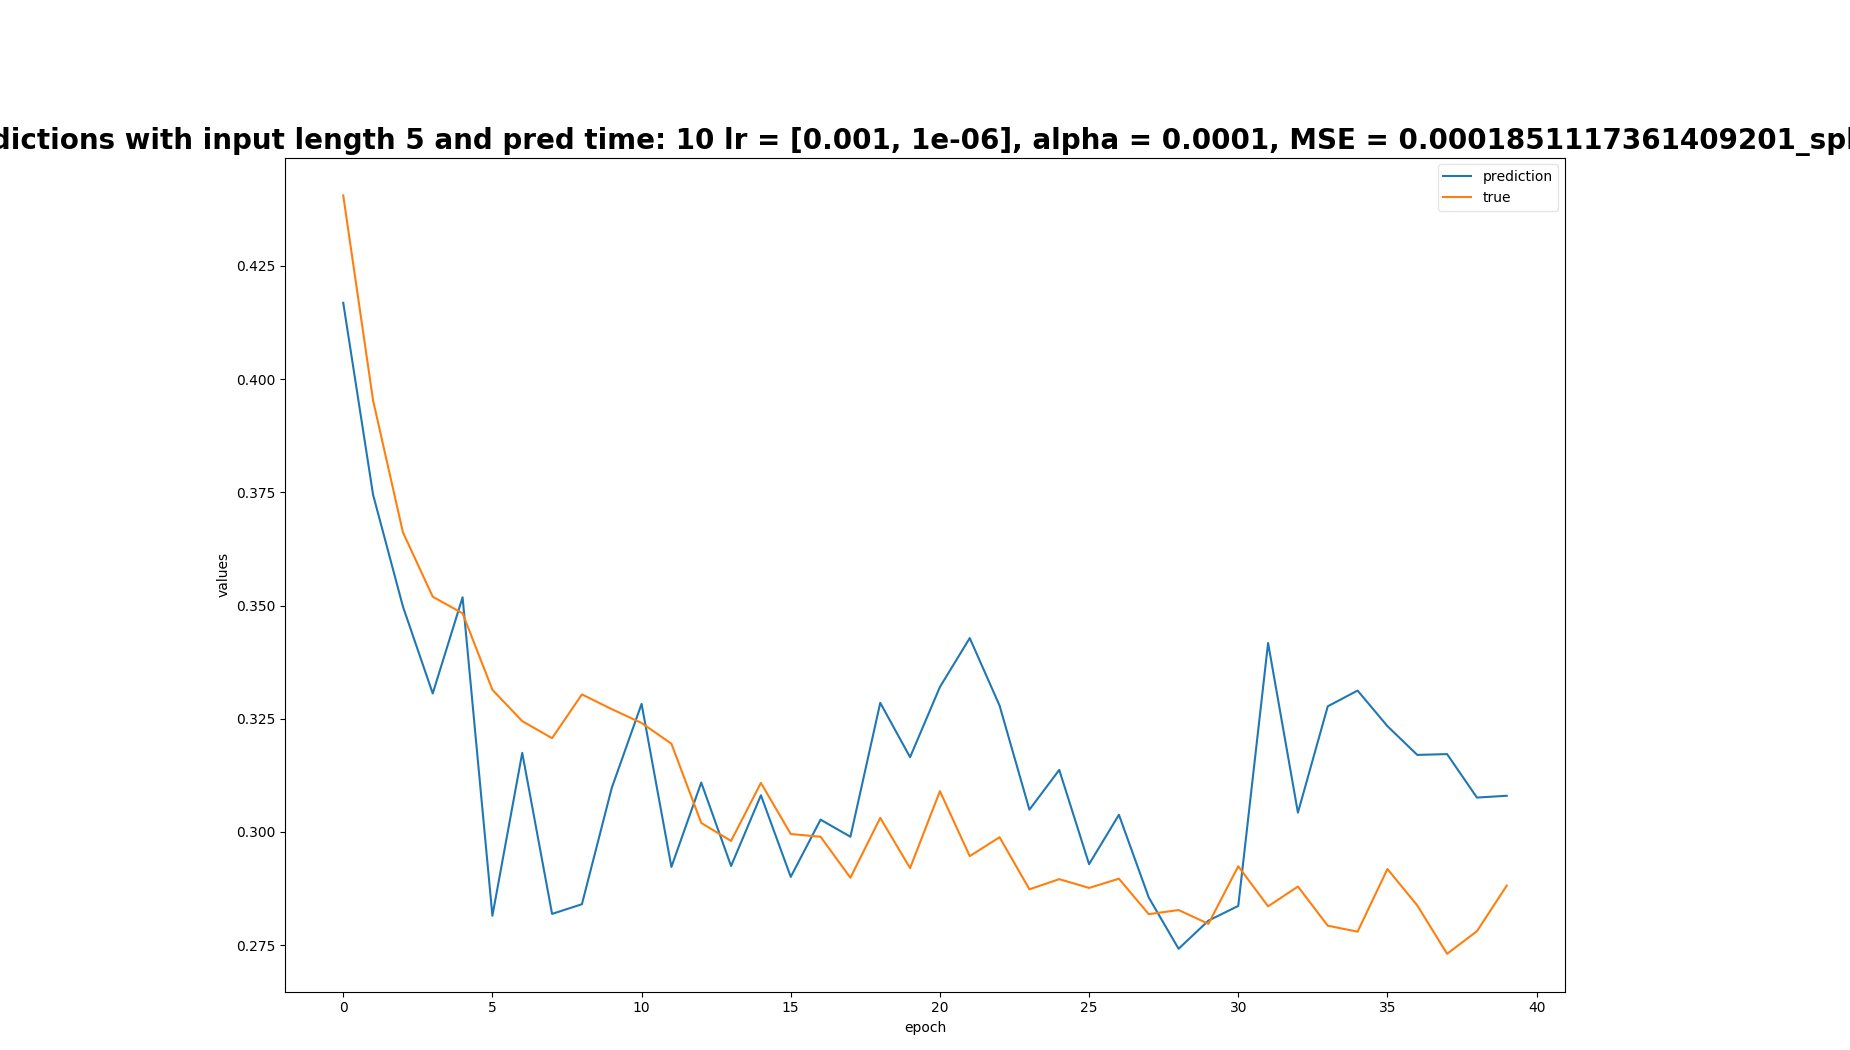 dictions with input length 5 and pred time: 10 lr = [0.001, 1e-06], alpha = 0.0001, MSE = 0.0001851117361409201_spl
prediction
true
0.425
0.400
0.375
0.350
0.325
0.300
0.275
values
0 5 10 15 20 25 30 35 40
epoch